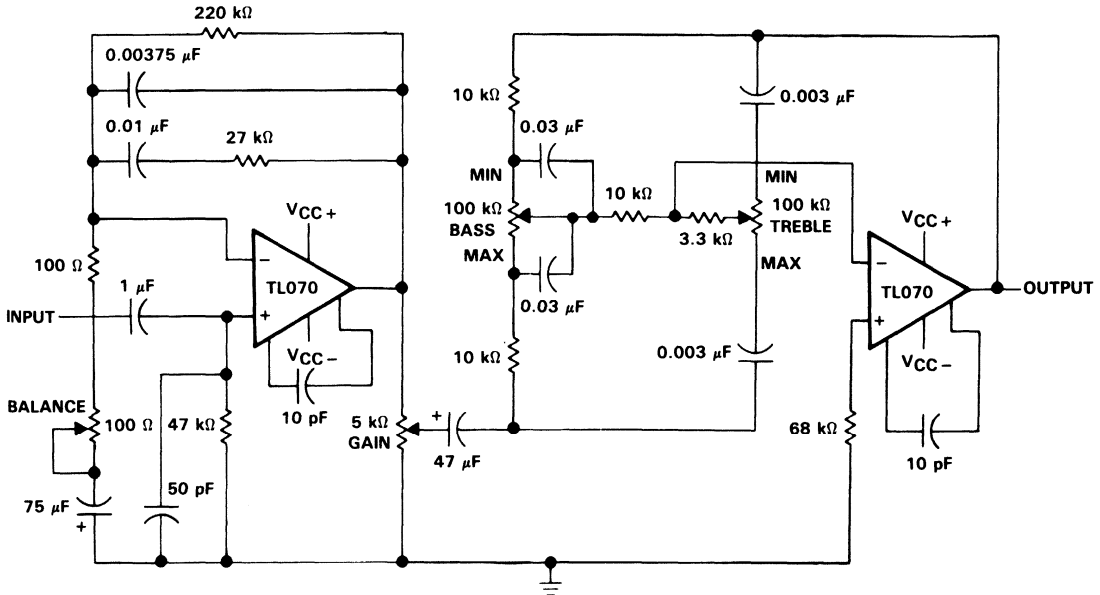 220 kΩ
0.00375 μF
0.01 μF
27 kΩ
VCC+
100 Ω
1 μF
TL070
INPUT
VCC−
10 pF
BALANCE
100 Ω
47 kΩ
5 kΩ
GAIN
47 μF
50 pF
75 μF
10 kΩ
0.003 μF
0.03 μF
MIN
MIN
100 kΩ
BASS
10 kΩ
3.3 kΩ
100 kΩ
TREBLE
MAX
MAX
0.03 μF
10 kΩ
0.003 μF
VCC+
TL070
OUTPUT
VCC−
68 kΩ
10 pF
−
+
−
+
+
+